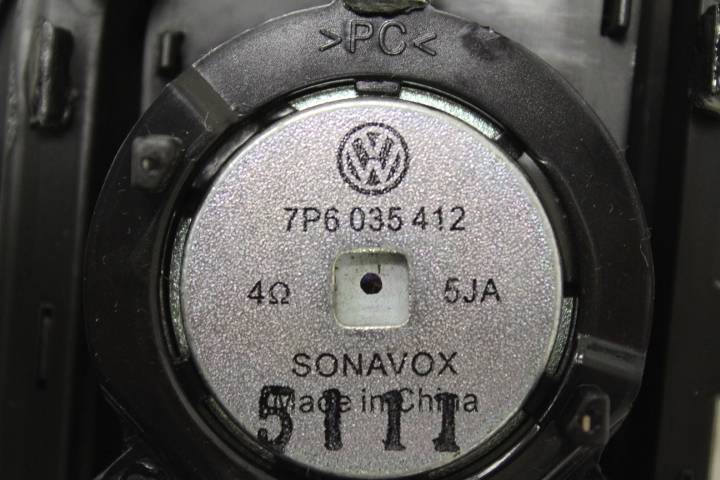 >PC<
7P6 035 412
4Ω 5JA
SONAVOX
Made in China
5111